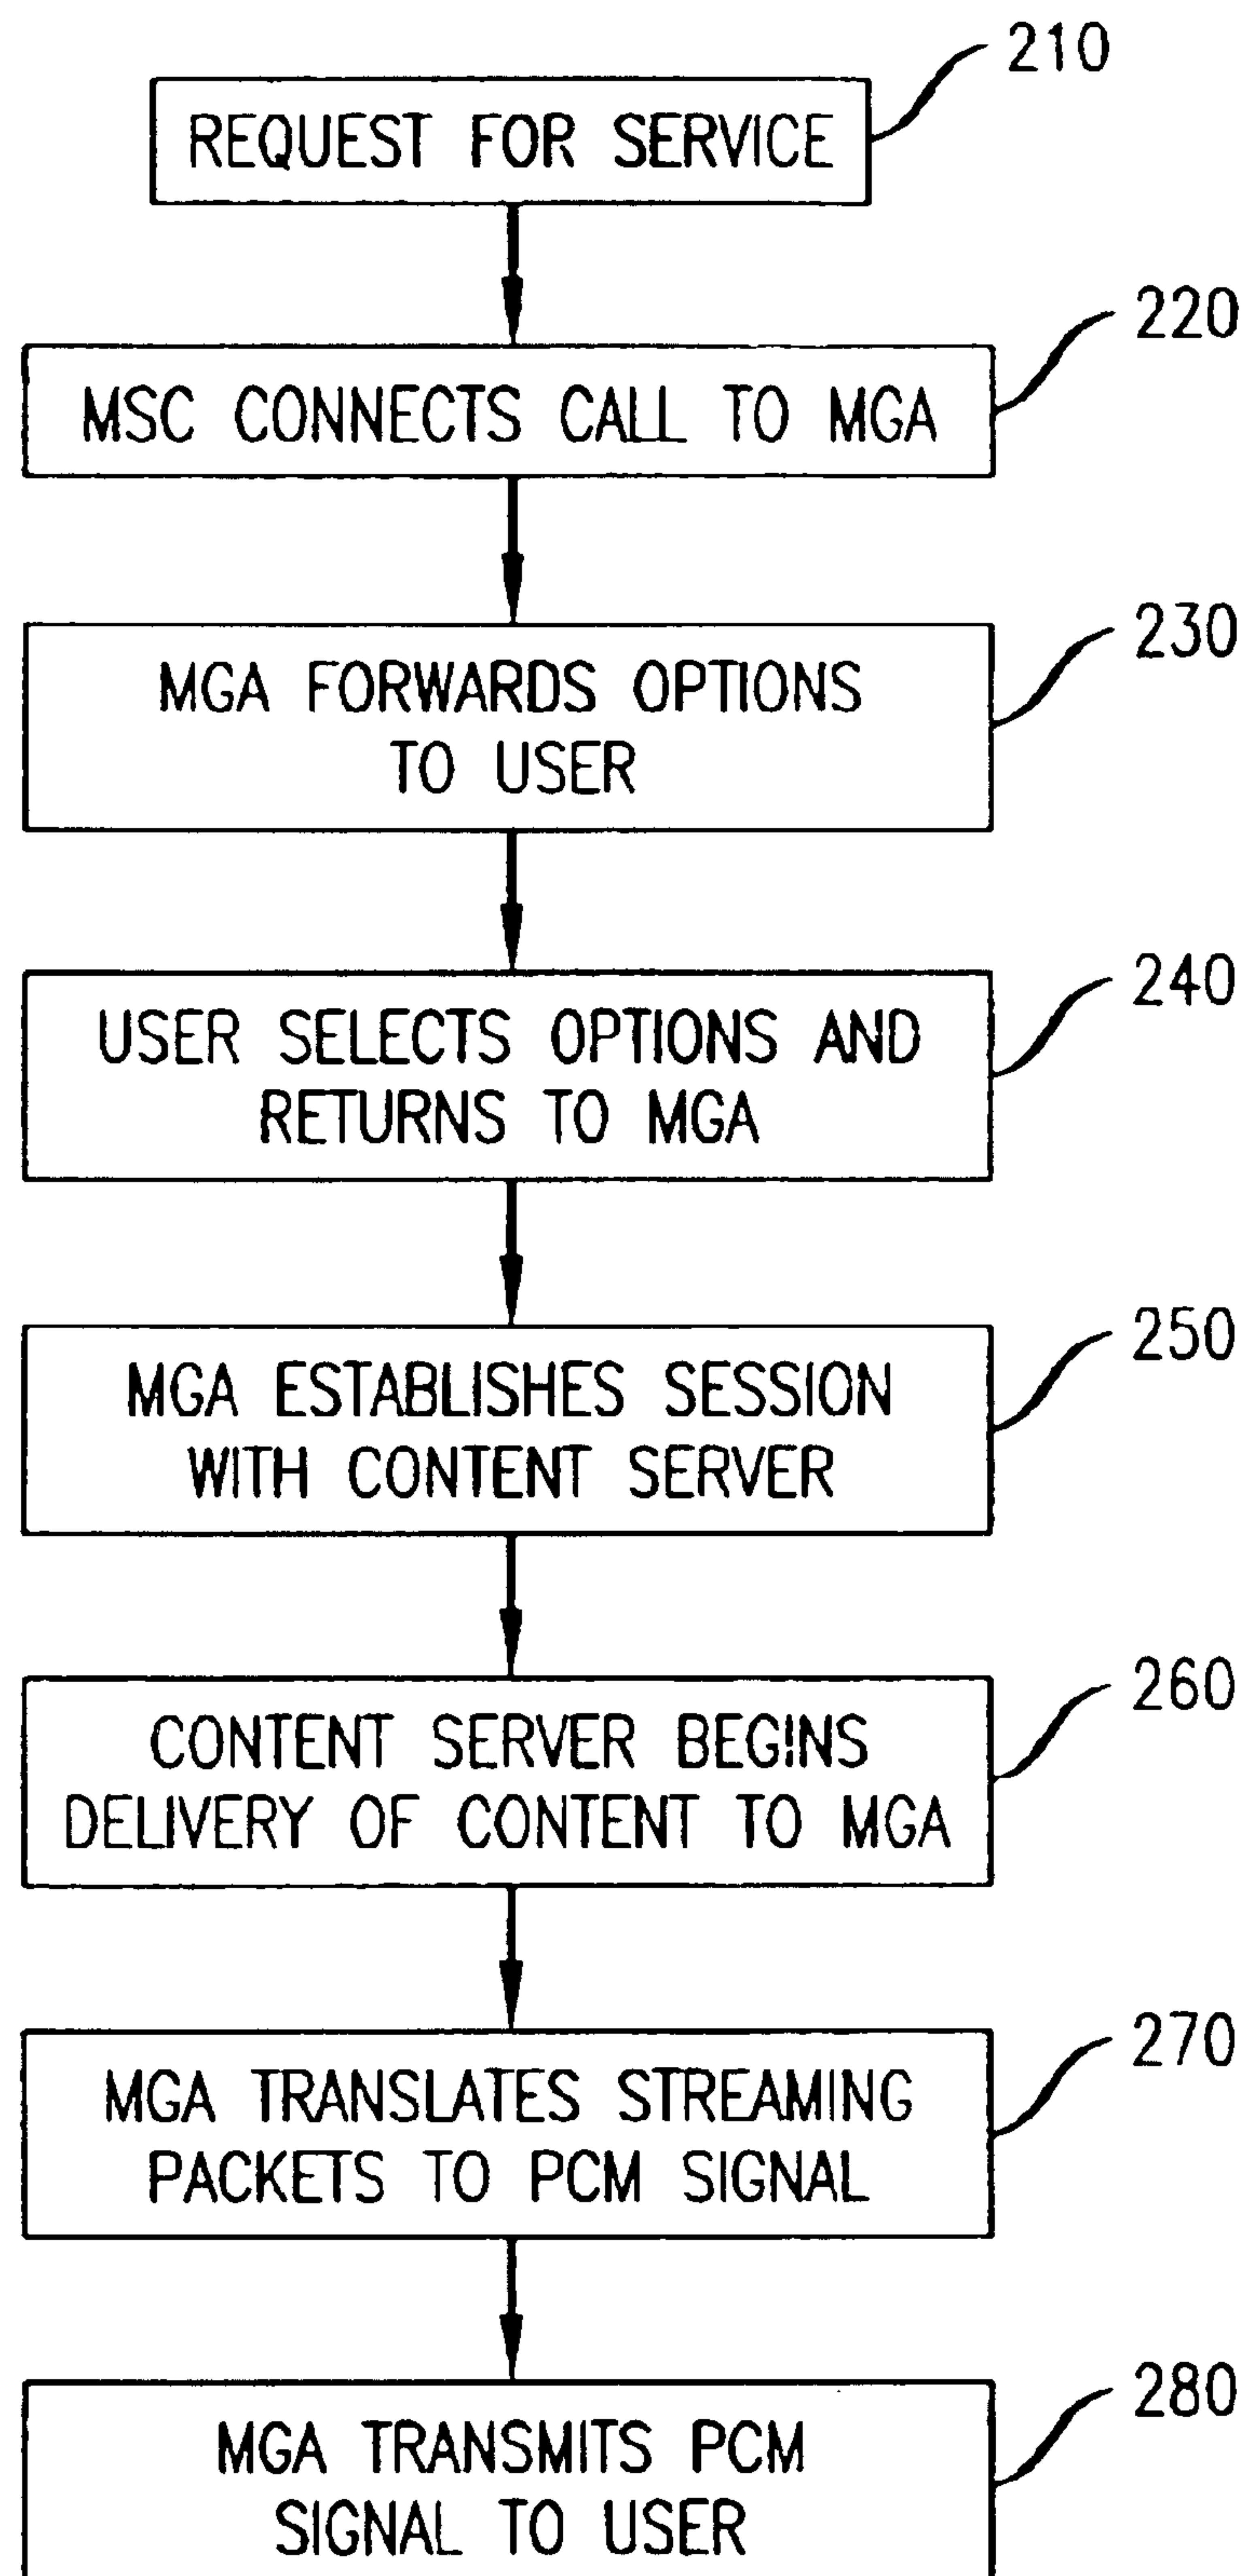 210
REQUEST FOR SERVICE
220
MSC CONNECTS CALL TO MGA
230
MGA FORWARDS OPTIONS
TO USER
240
USER SELECTS OPTIONS AND
RETURNS TO MGA
250
MGA ESTABLISHES SESSION
WITH CONTENT SERVER
260
CONTENT SERVER BEGINS
DELIVERY OF CONTENT TO MGA
270
MGA TRANSLATES STREAMING
PACKETS TO PCM SIGNAL
280
MGA TRANSMITS PCM
SIGNAL TO USER